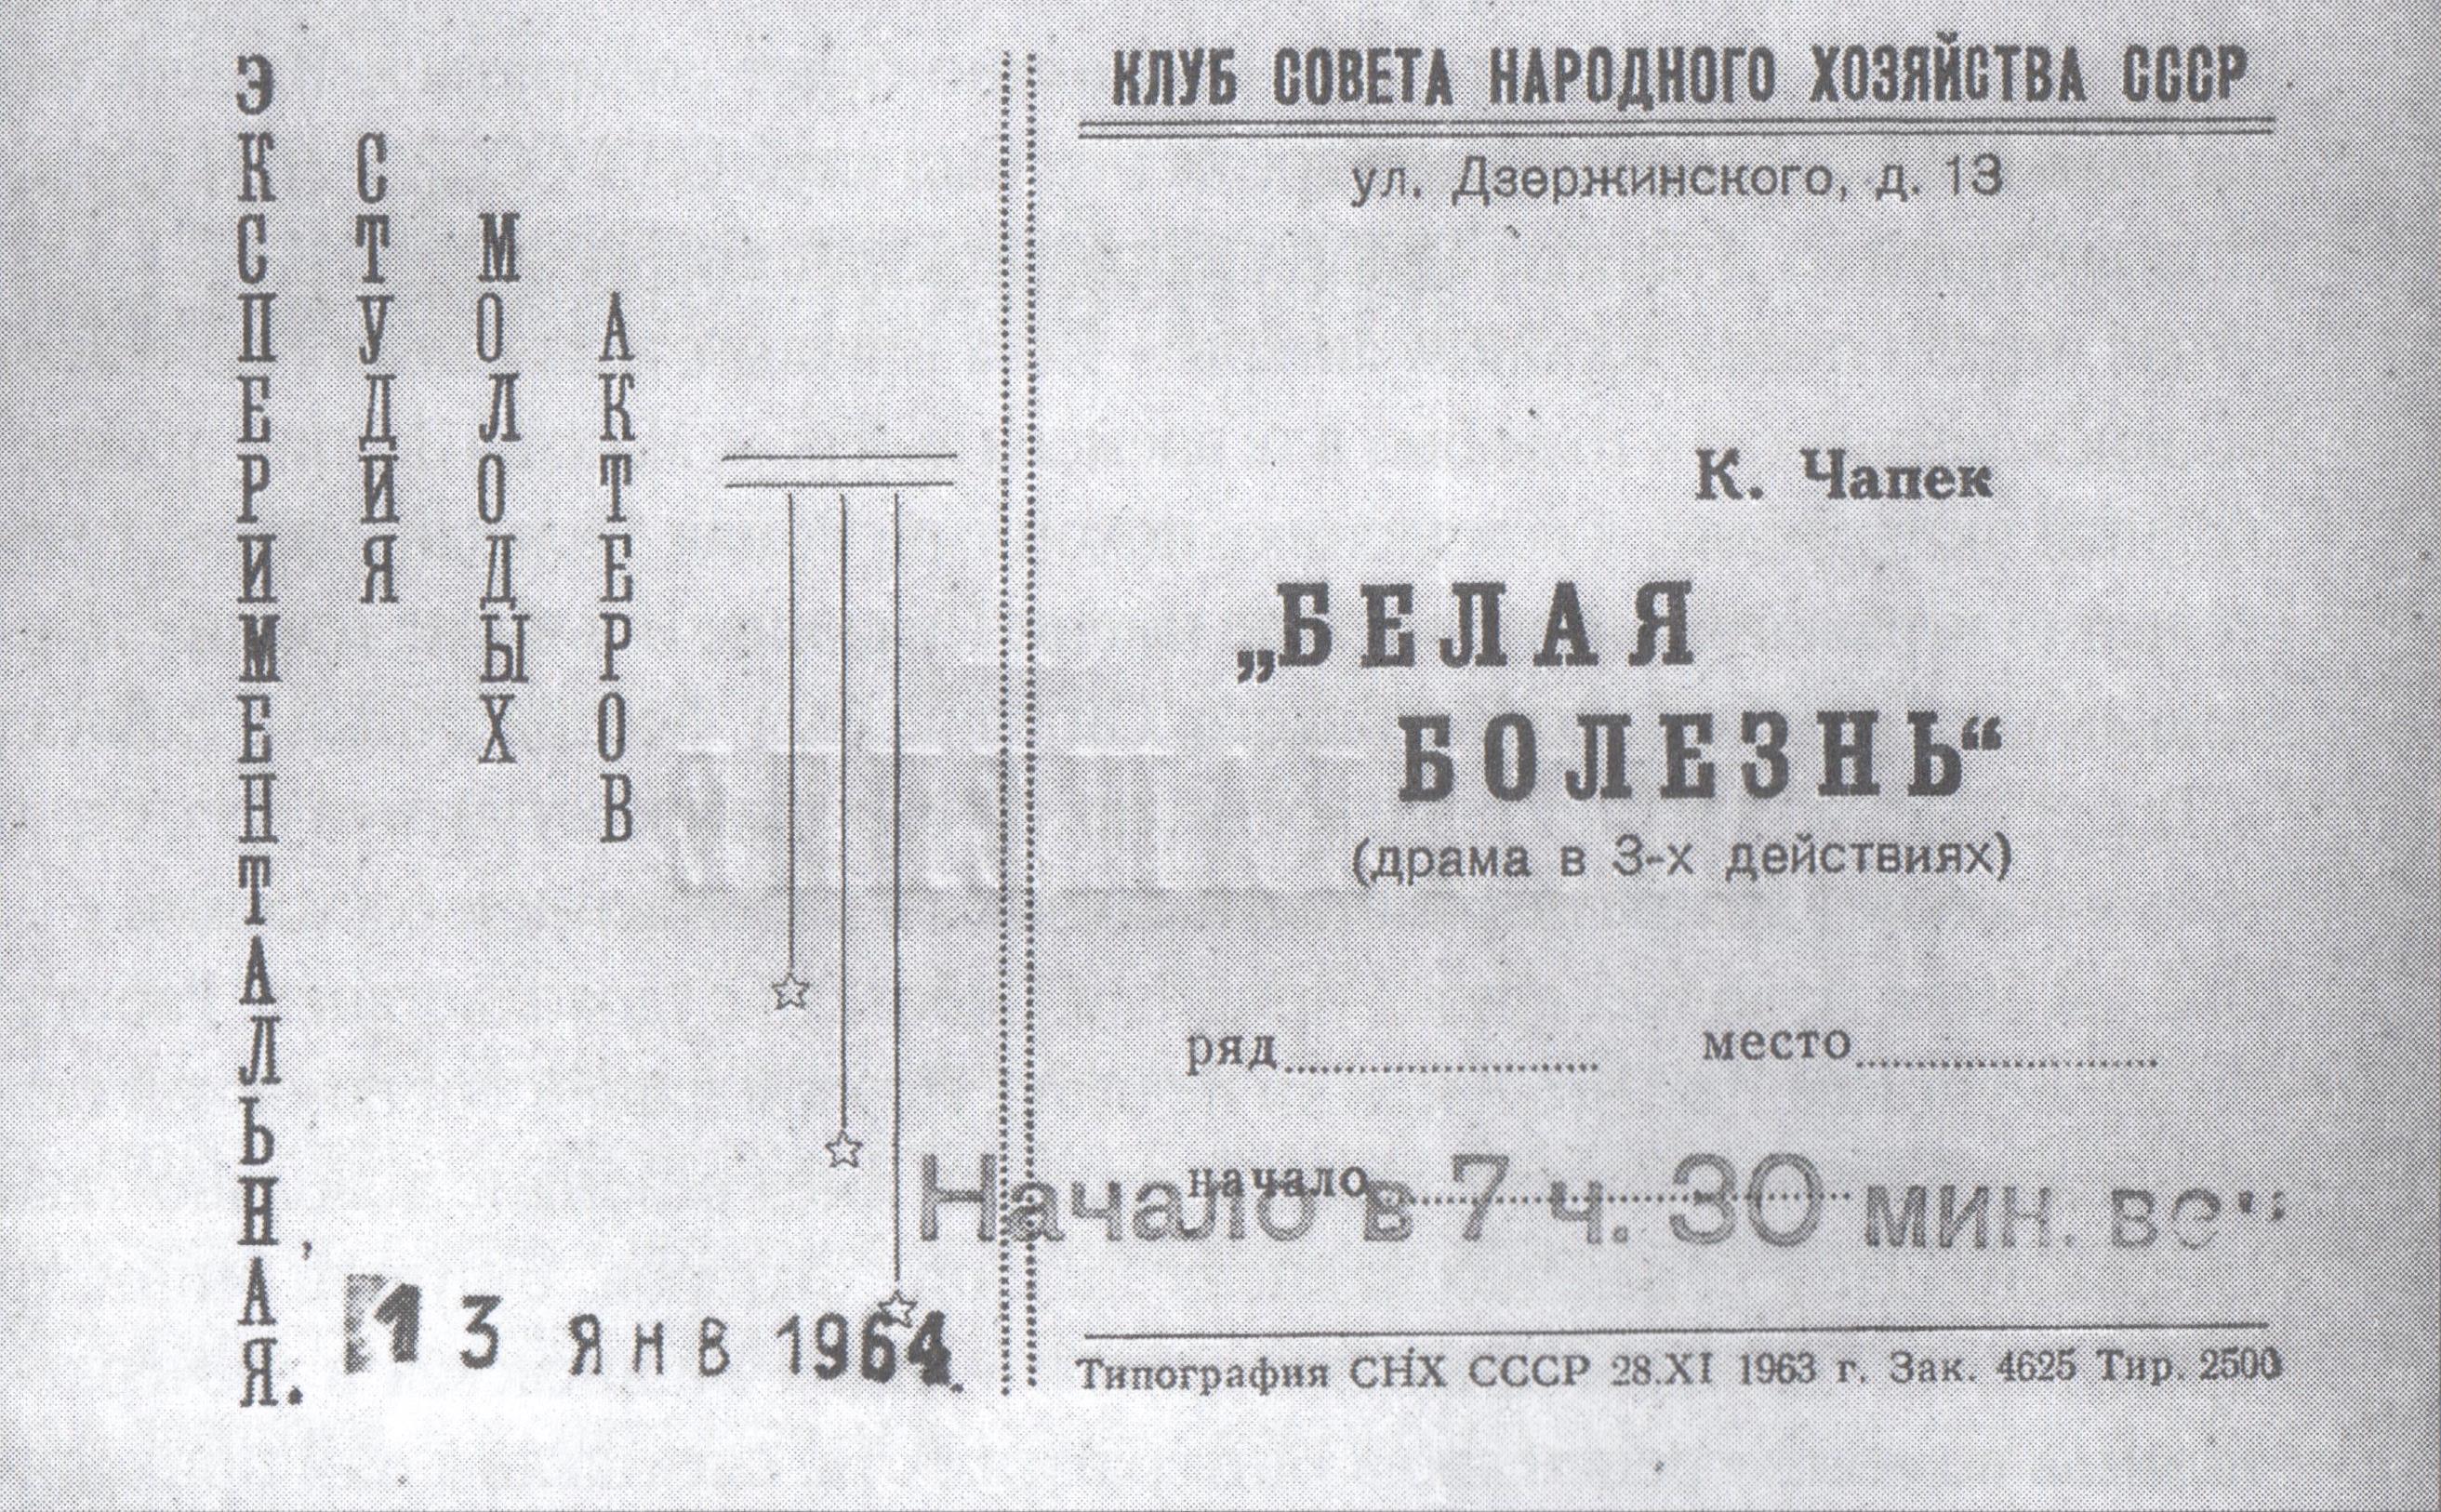 ЭКСПЕРИМЕНТАЛЬНАЯ
СТУДИЯ
МОЛОДЫХ
АКТЕРОВ
13 ЯНВ 1964
КЛУБ СОВЕТА НАРОДНОГО ХОЗЯЙСТВА СССР
ул. Дзержинского, д. 13
К. Чапек
„БЕЛАЯ
БОЛЕЗНЬ“
(драма в 3-х действиях)
ряд место
начало
Начало в 7 ч. 30 мин.
Типография СНХ СССР 28.XI 1963 г. Зак. 4625 Тир. 2500